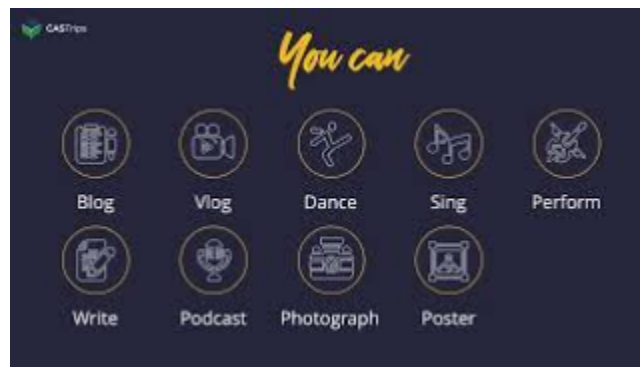 CASTrips
You can
Blog Vlog Dance Sing Perform
Write Podcast Photograph Poster